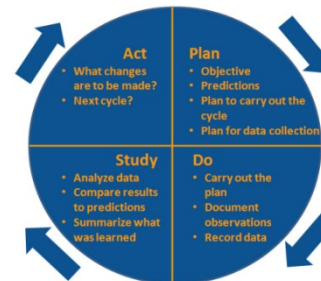 Act
• What changes
are to be made?
• Next cycle?
Plan
• Objective
• Predictions
• Plan to carry out the
cycle
• Plan for data collection
Study
• Analyze data
• Compare results
to predictions
• Summarize what
was learned
Do
• Carry out the
plan
• Document
observations
• Record data